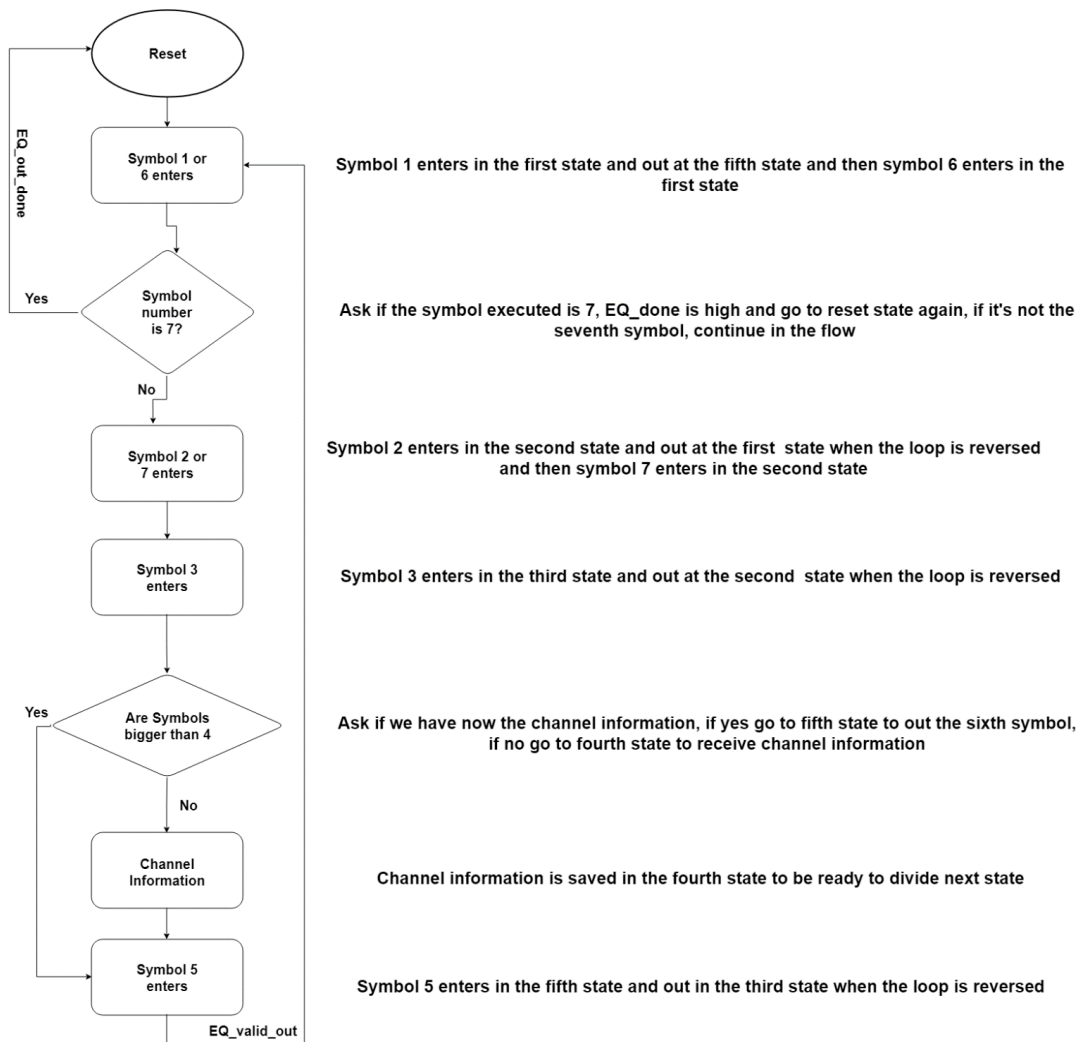 Reset
EQ_out_done
Symbol 1 or
6 enters
Symbol 1 enters in the first state and out at the fifth state and then symbol 6 enters in the
first state
Symbol
number
is 7?
Yes
No
Ask if the symbol executed is 7, EQ_done is high and go to reset state again, if it's not the
seventh symbol, continue in the flow
Symbol 2 or
7 enters
Symbol 2 enters in the second state and out at the first  state when the loop is reversed
and then symbol 7 enters in the second state
Symbol 3
enters
Symbol 3 enters in the third state and out at the second  state when the loop is reversed
Yes
Are Symbols
bigger than 4
No
Ask if we have now the channel information, if yes go to fifth state to out the sixth symbol,
if no go to fourth state to receive channel information
Channel
Information
Channel information is saved in the fourth state to be ready to divide next state
Symbol 5
enters
Symbol 5 enters in the fifth state and out in the third state when the loop is reversed
EQ_valid_out